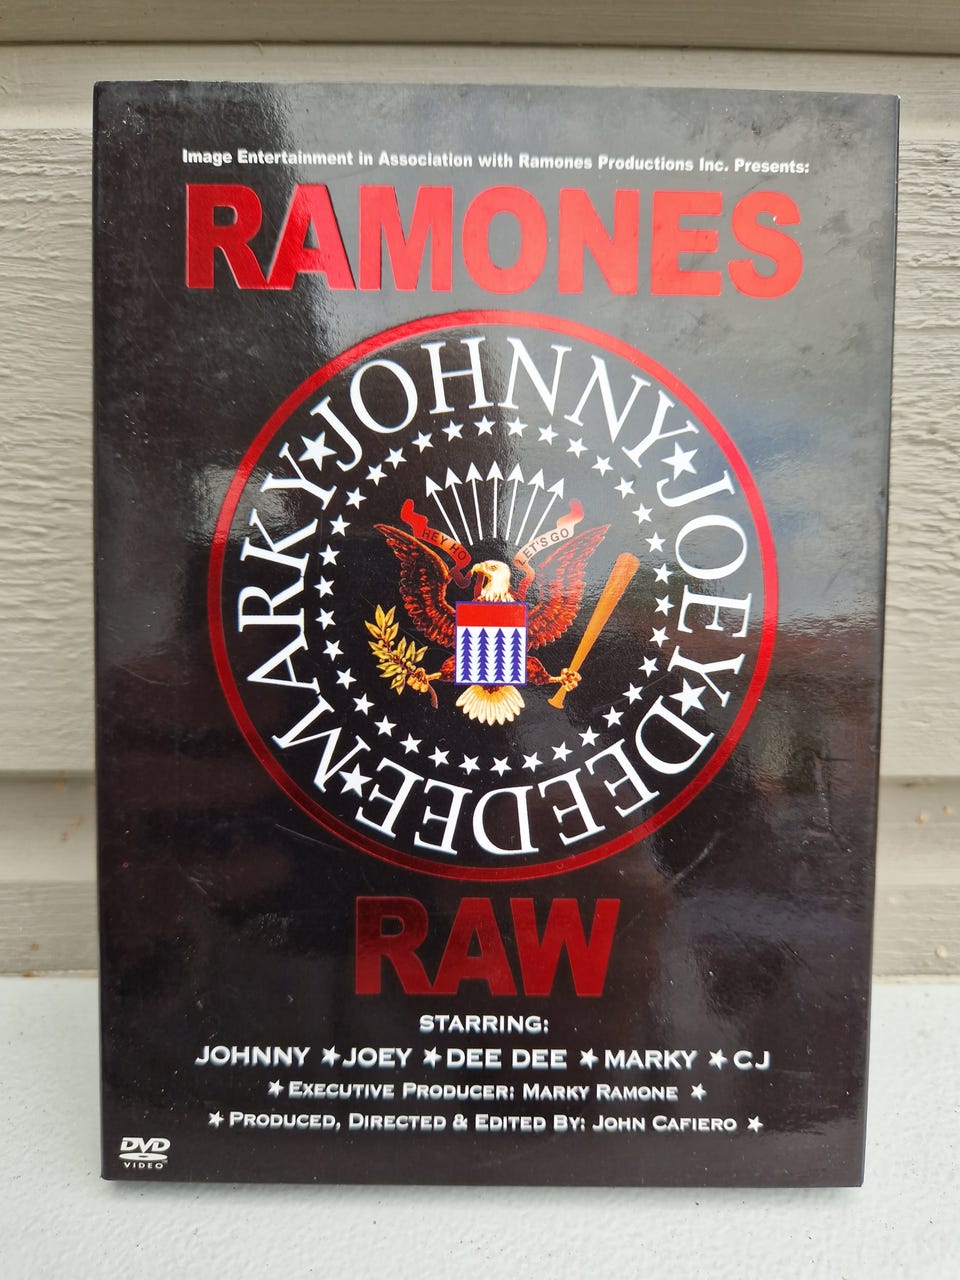 Image Entertainment in Association with Ramones Productions Inc. Presents:
RAMONES
JOHNNY★JOEY★DEEDEE★MARKY★
HEY HO
LET'S GO
RAW
STARRING:
JOHNNY ★JOEY ★DEE DEE ★MARKY ★CJ
★EXECUTIVE PRODUCER: MARKY RAMONE ★
★PRODUCED, DIRECTED & EDITED BY: JOHN CAFIERO ★
DVD
VIDEO